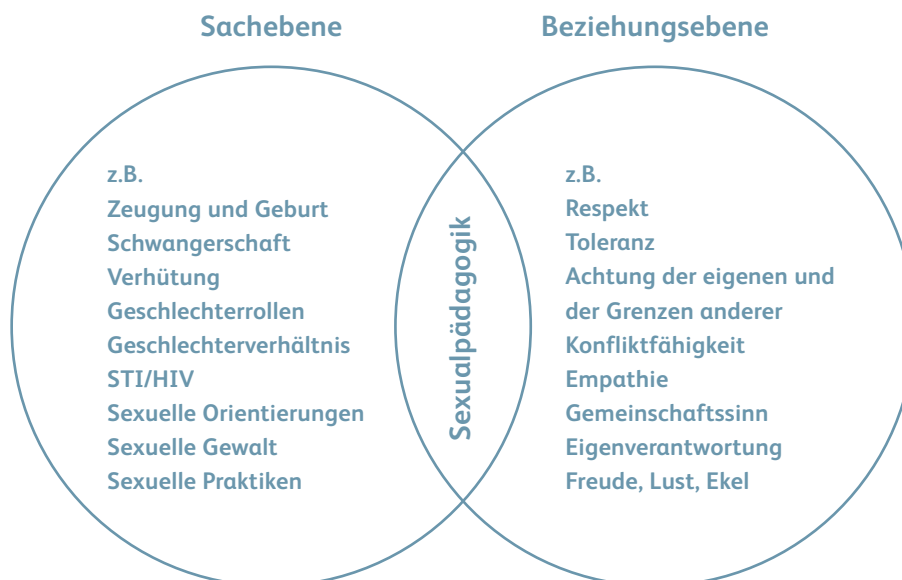 Sachebene
Beziehungsebene
z.B.
Zeugung und Geburt
Schwangerschaft
Verhütung
Geschlechterrollen
Geschlechterverhältnis
STI/HIV
Sexuelle Orientierungen
Sexuelle Gewalt
Sexuelle Praktiken
Sexualpädagogik
z.B.
Respekt
Toleranz
Achtung der eigenen und
der Grenzen anderer
Konfliktfähigkeit
Empathie
Gemeinschaftssinn
Eigenverantwortung
Freude, Lust, Ekel